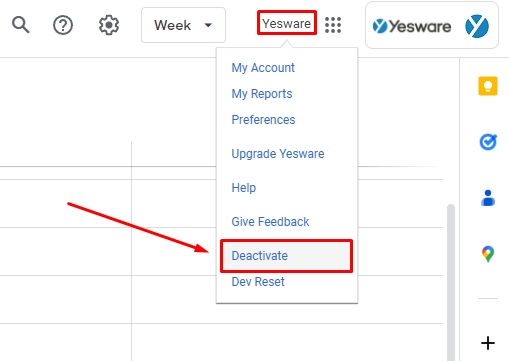 Week
Yesware
Yesware
My Account
My Reports
Preferences
Upgrade Yesware
Help
Give Feedback
Deactivate
Dev Reset